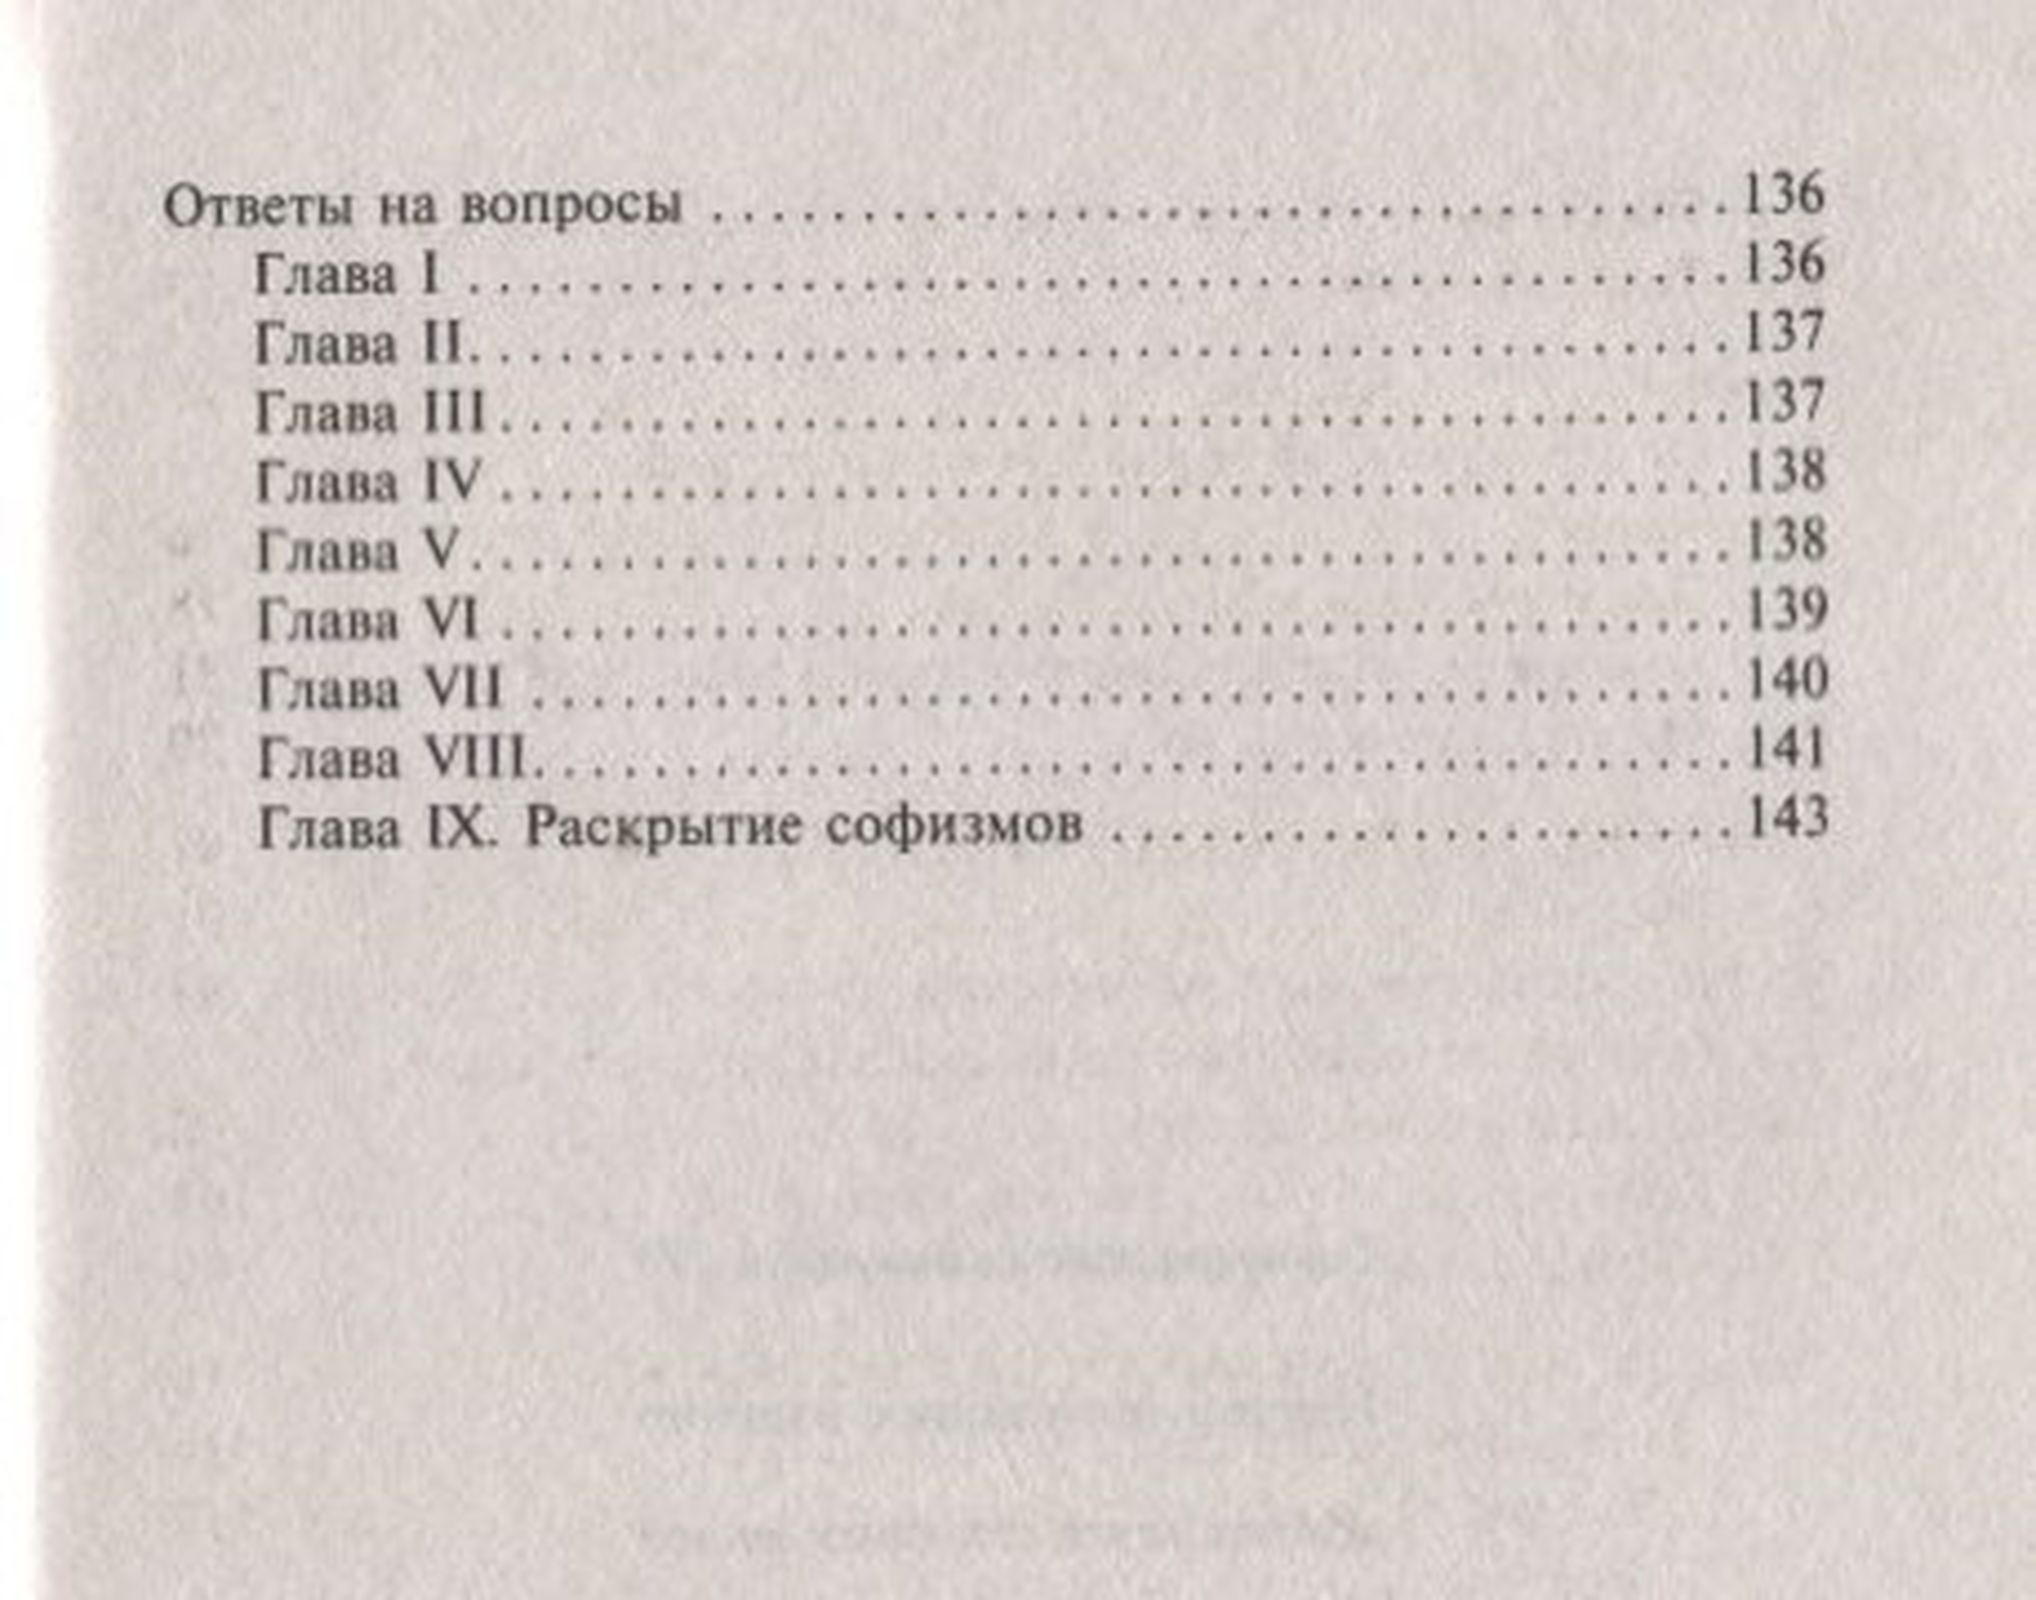 Ответы на вопросы . . . . . . . . . . . . . . . . . . . . . . . . . . . . . . . . . . 136
Глава I . . . . . . . . . . . . . . . . . . . . . . . . . . . . . . . . . . . . . . . . . . 136
Глава II. . . . . . . . . . . . . . . . . . . . . . . . . . . . . . . . . . . . . . . . . . 137
Глава III . . . . . . . . . . . . . . . . . . . . . . . . . . . . . . . . . . . . . . . . . 137
Глава IV . . . . . . . . . . . . . . . . . . . . . . . . . . . . . . . . . . . . . . . . . 138
Глава V. . . . . . . . . . . . . . . . . . . . . . . . . . . . . . . . . . . . . . . . . . 138
Глава VI . . . . . . . . . . . . . . . . . . . . . . . . . . . . . . . . . . . . . . . . . 139
Глава VII . . . . . . . . . . . . . . . . . . . . . . . . . . . . . . . . . . . . . . . . 140
Глава VIII. . . . . . . . . . . . . . . . . . . . . . . . . . . . . . . . . . . . . . . . 141
Глава IX. Раскрытие софизмов . . . . . . . . . . . . . . . . . . . . . 143